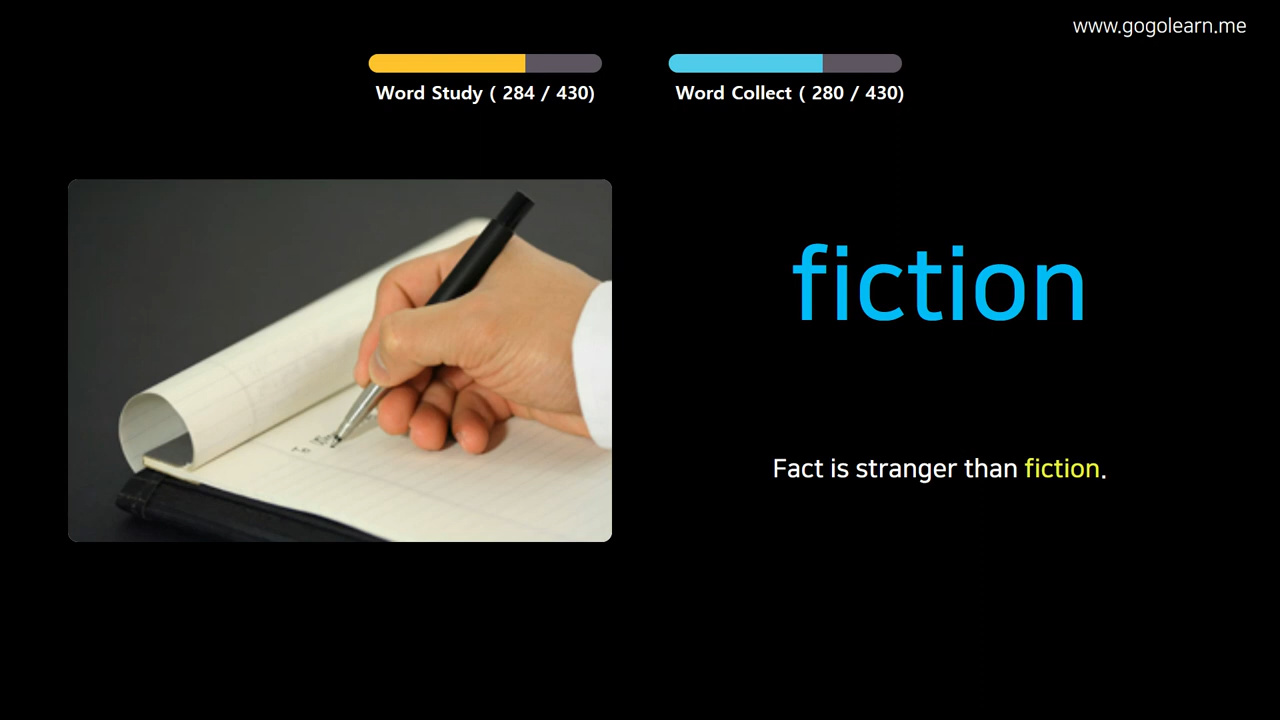 www.gogolearn.me
Word Study ( 284 / 430)
Word Collect ( 280 / 430)
fiction
Fact is stranger than fiction.